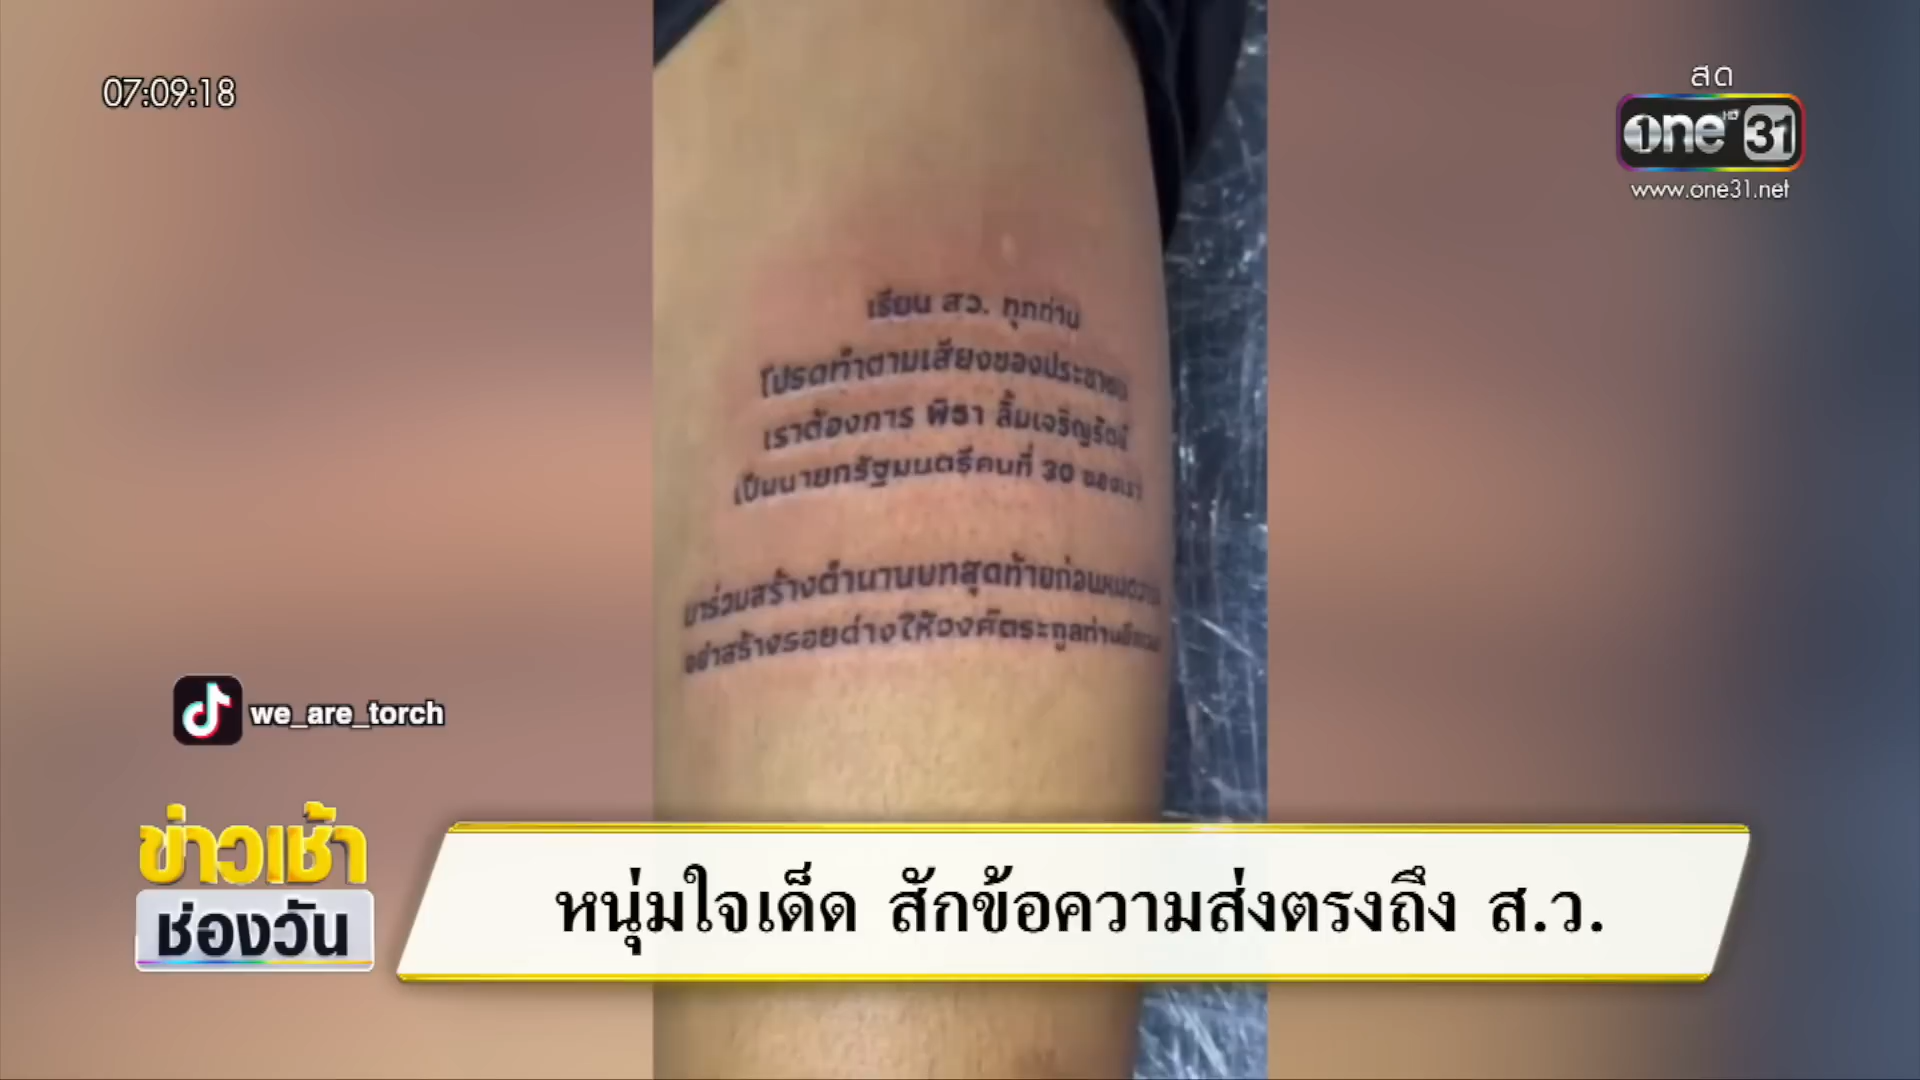 07:09:18
สด
one HD 31
www.one31.net
เรียน สว. ทุกท่าน
โปรดทำตามเสียงของประชาชน
เราต้องการ พิธา ลิ้มเจริญรัตน์
เป็นนายกรัฐมนตรีคนที่ 30 ของเรา
มาร่วมสร้างตำนานบทสุดท้ายก่อนหมดวาระ
อย่าสร้างรอยด่างให้วงศ์ตระกูลท่าน
we_are_torch
ข่าวเช้า
ช่องวัน
หนุ่มใจเด็ด สักข้อความส่งตรงถึง ส.ว.